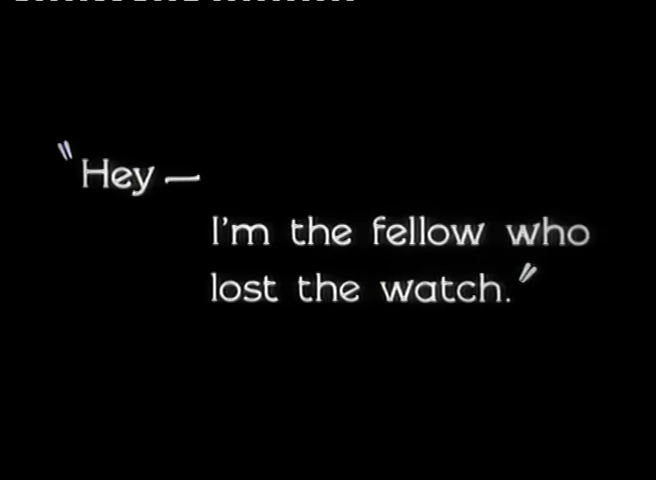 "Hey —
I'm the fellow who
lost the watch."